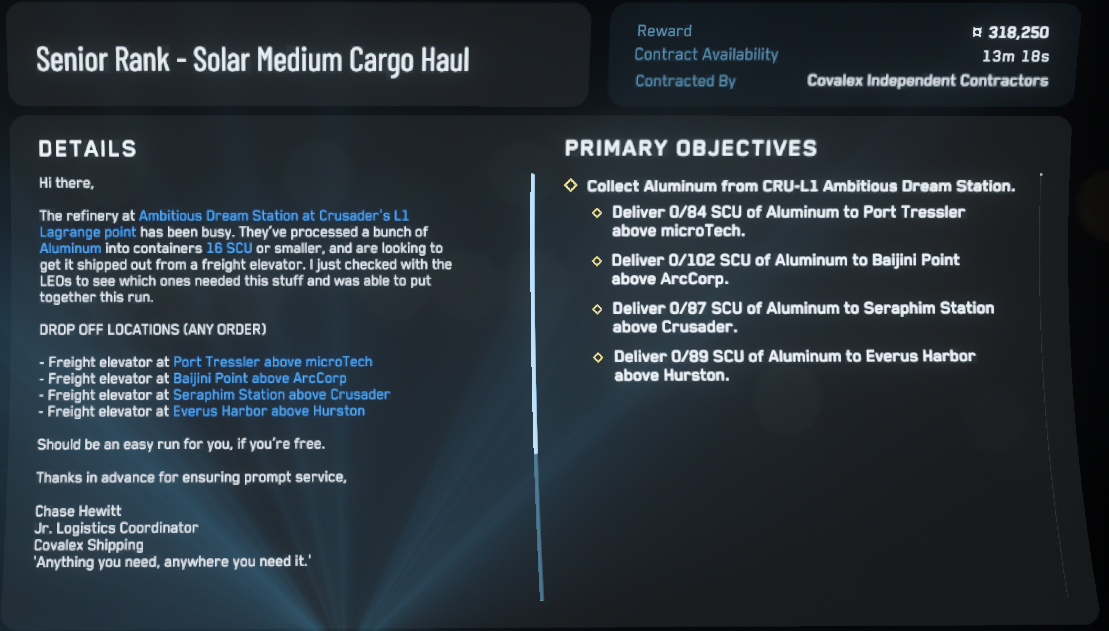 Senior Rank - Solar Medium Cargo Haul
Reward ¤ 318,250
Contract Availability 13m 18s
Contracted By Covalex Independent Contractors
DETAILS
Hi there,
The refinery at Ambitious Dream Station at Crusader's L1
Lagrange point has been busy. They've processed a bunch of
Aluminum into containers 16 SCU or smaller, and are looking to
get it shipped out from a freight elevator. I just checked with the
LEOs to see which ones needed this stuff and was able to put
together this run.
DROP OFF LOCATIONS (ANY ORDER)
- Freight elevator at Port Tressler above microTech
- Freight elevator at Baijini Point above ArcCorp
- Freight elevator at Seraphim Station above Crusader
- Freight elevator at Everus Harbor above Hurston
Should be an easy run for you, if you're free.
Thanks in advance for ensuring prompt service,
Chase Hewitt
Jr. Logistics Coordinator
Covalex Shipping
'Anything you need, anywhere you need it.'
PRIMARY OBJECTIVES
Collect Aluminum from CRU-L1 Ambitious Dream Station.
Deliver 0/84 SCU of Aluminum to Port Tressler
above microTech.
Deliver 0/102 SCU of Aluminum to Baijini Point
above ArcCorp.
Deliver 0/87 SCU of Aluminum to Seraphim Station
above Crusader.
Deliver 0/89 SCU of Aluminum to Everus Harbor
above Hurston.